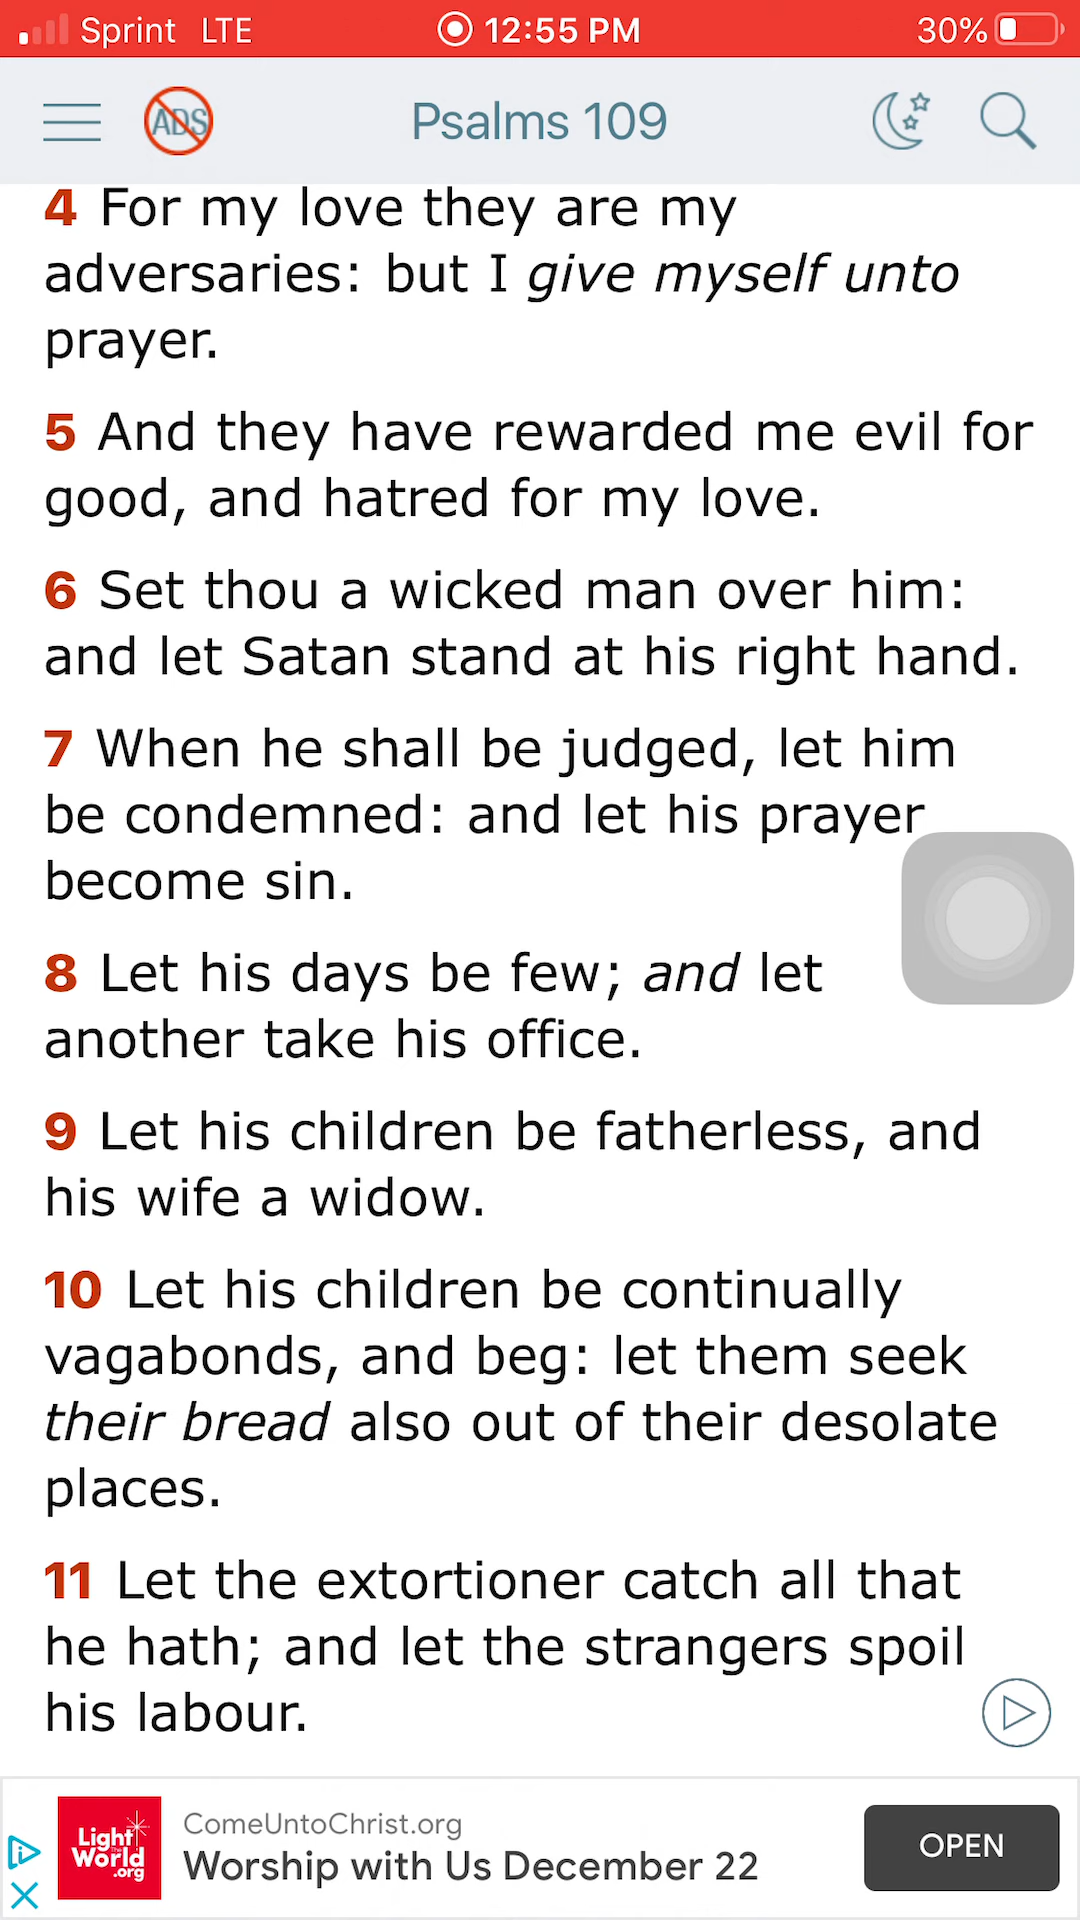 Sprint LTE 12:55 PM 30%
ADS Psalms 109
4 For my love they are my
adversaries: but I give myself unto
prayer.
5 And they have rewarded me evil for
good, and hatred for my love.
6 Set thou a wicked man over him:
and let Satan stand at his right hand.
7 When he shall be judged, let him
be condemned: and let his prayer
become sin.
8 Let his days be few; and let
another take his office.
9 Let his children be fatherless, and
his wife a widow.
10 Let his children be continually
vagabonds, and beg: let them seek
their bread also out of their desolate
places.
11 Let the extortioner catch all that
he hath; and let the strangers spoil
his labour.
Light
World
.org
ComeUntoChrist.org
Worship with Us December 22
OPEN